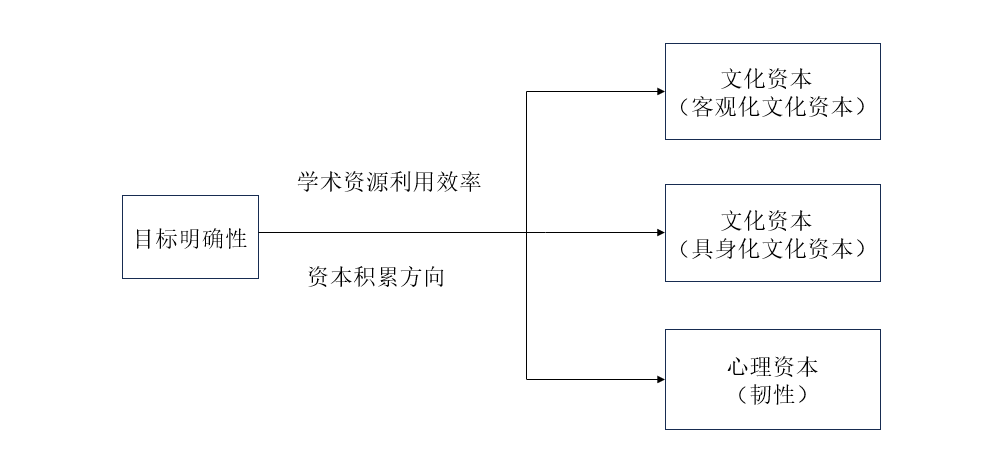 文化资本
（客观化文化资本）
学术资源利用效率
目标明确性
文化资本
（具身化文化资本）
资本积累方向
心理资本
（韧性）